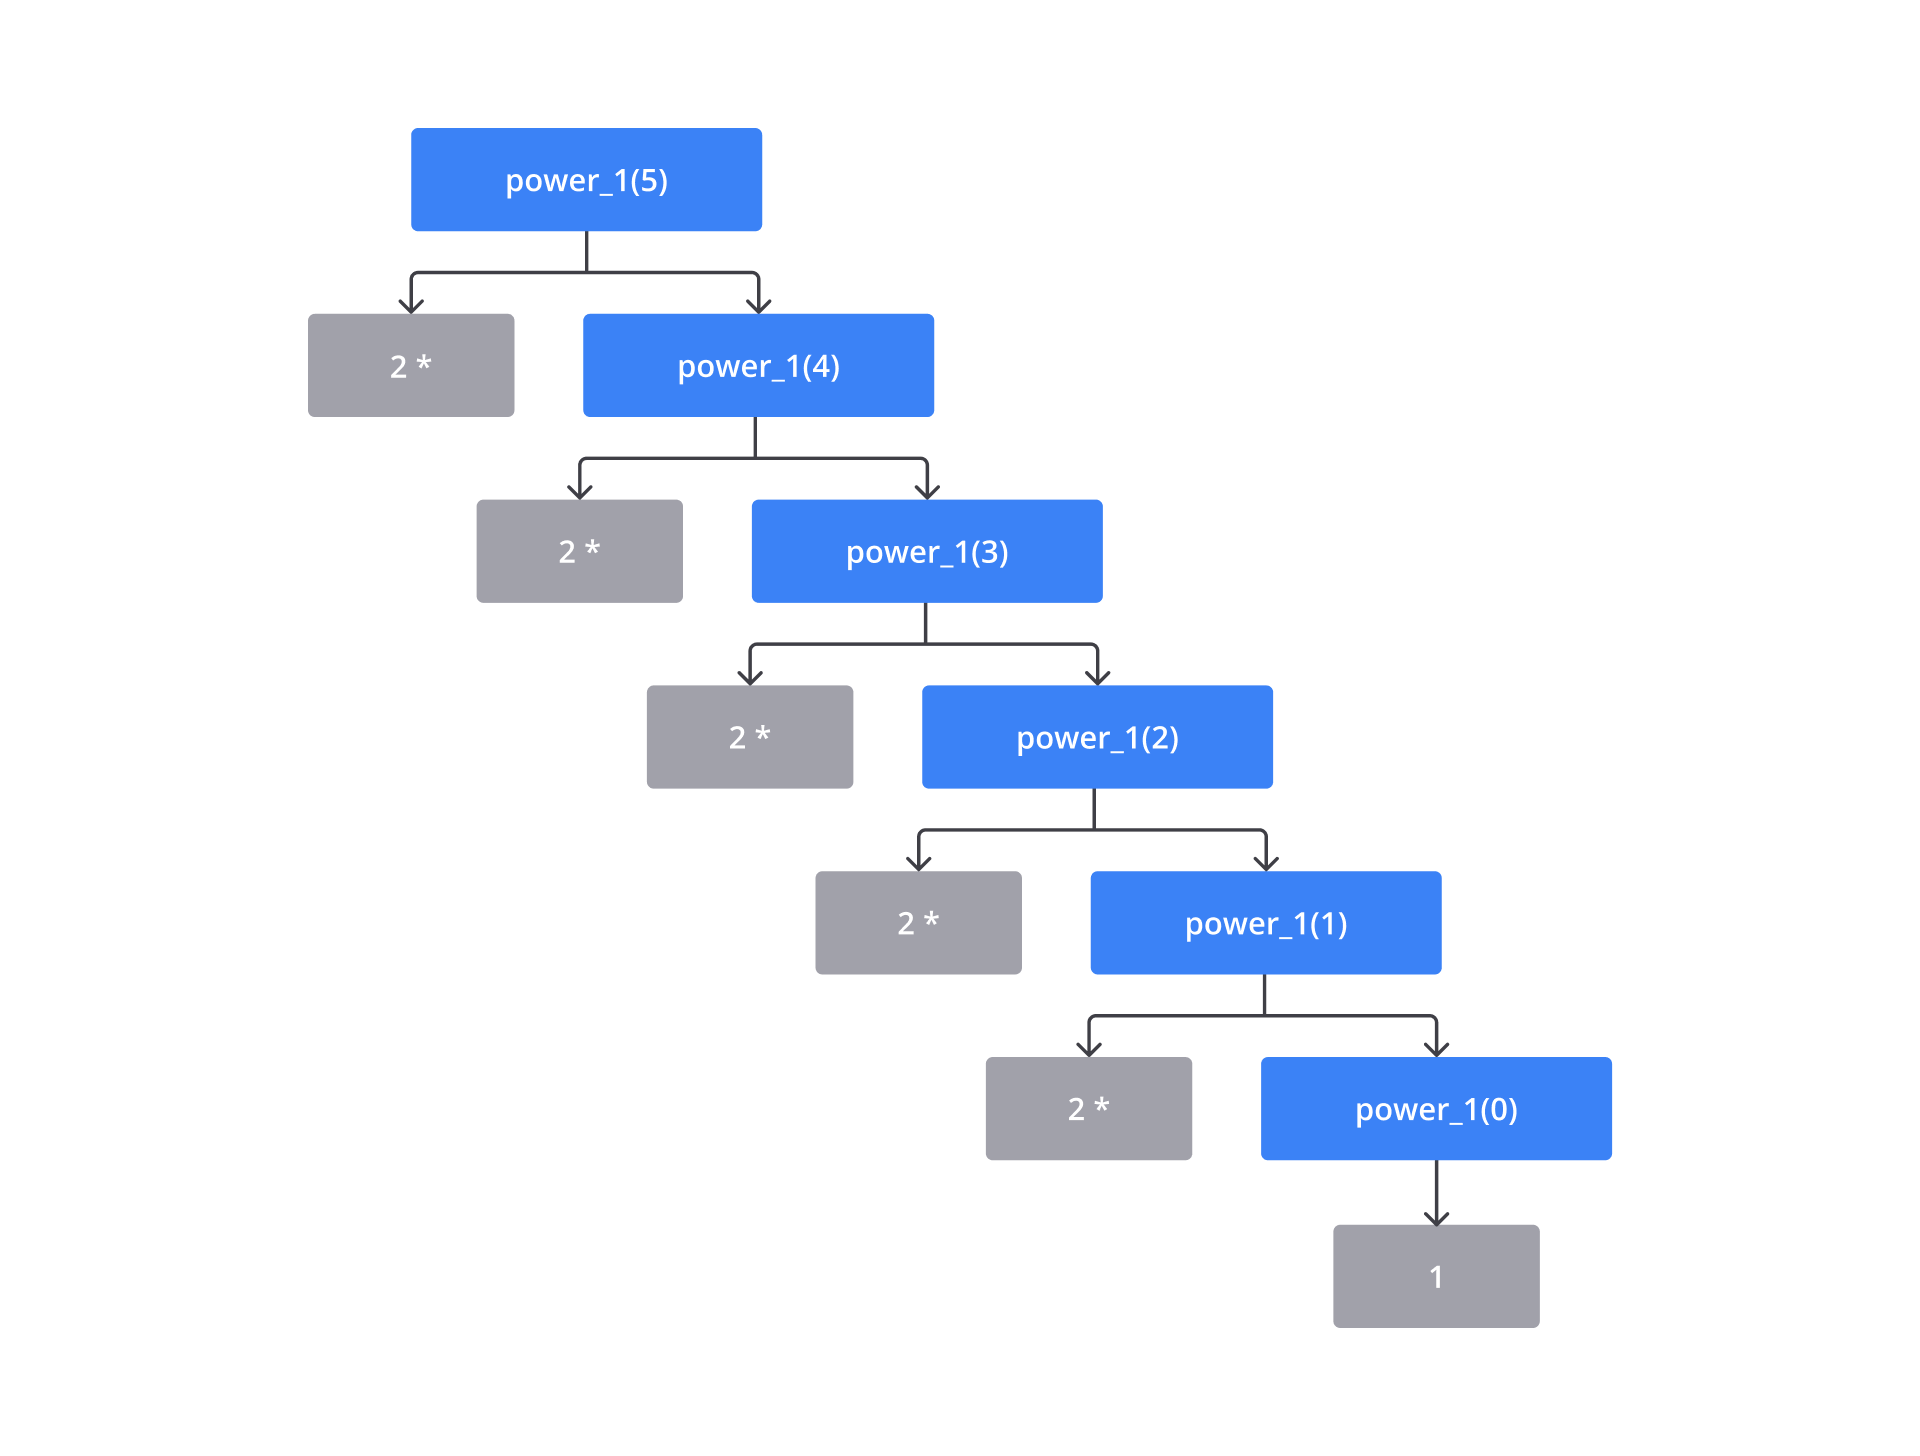 power_1(5)
2 *
power_1(4)
2 *
power_1(3)
2 *
power_1(2)
2 *
power_1(1)
2 *
power_1(0)
1